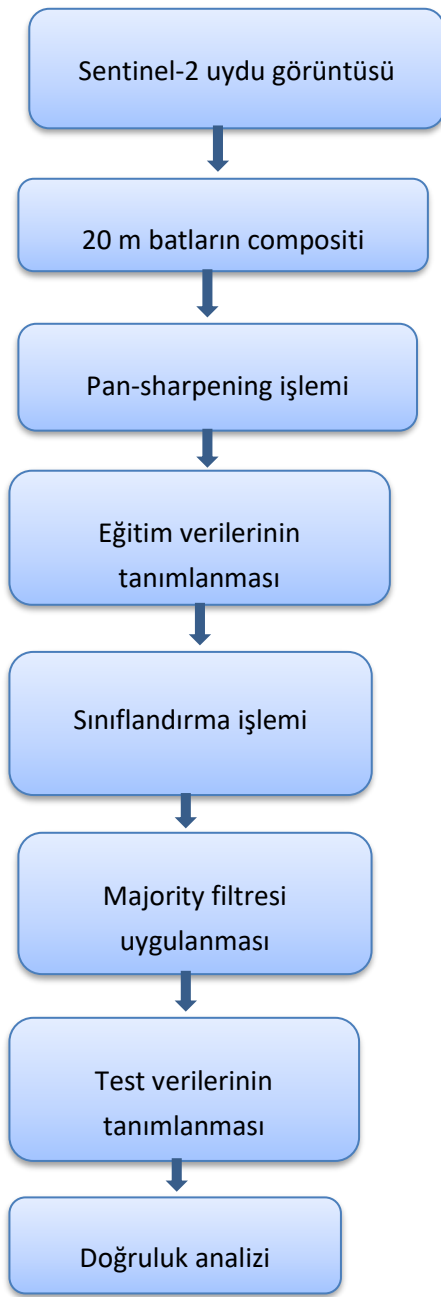 Sentinel-2 uydu görüntüsü
20 m batların compositi
Pan-sharpening işlemi
Eğitim verilerinin
tanımlanması
Sınıflandırma işlemi
Majority filtresi
uygulanması
Test verilerinin
tanımlanması
Doğruluk analizi